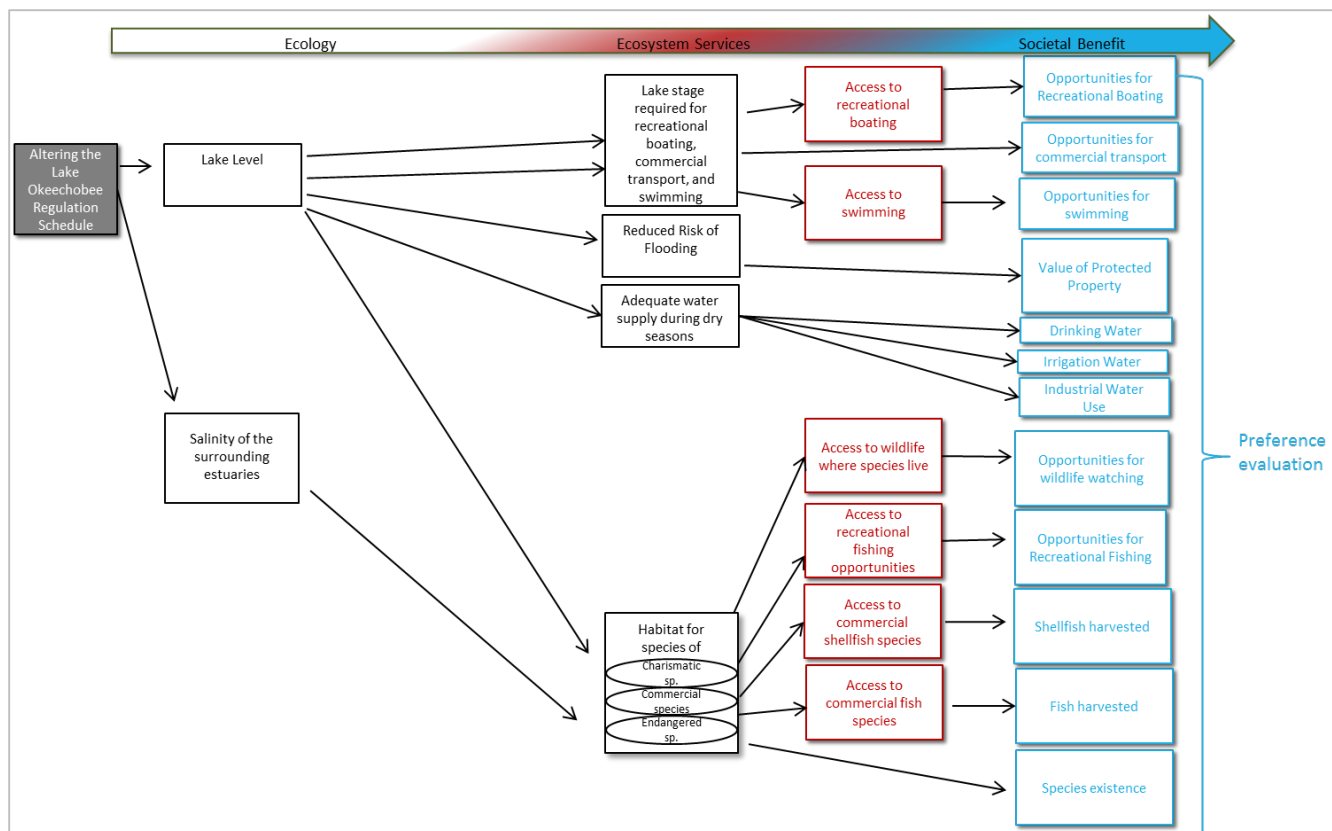 Ecology
Ecosystem Services
Societal Benefit
Altering the
Lake
Okeechobee
Regulation
Schedule
Lake Level
Salinity of the
surrounding
estuaries
Lake stage
required for
recreational
boating,
commercial
transport, and
swimming
Reduced Risk of
Flooding
Adequate water
supply during dry
seasons
Habitat for
species of
Charismatic
sp.
Commercial
species
Endangered
sp.
Access to
recreational
boating
Access to
swimming
Access to wildlife
where species live
Access to
recreational
fishing
opportunities
Access to
commercial
shellfish species
Access to
commercial fish
species
Opportunities for
Recreational Boating
Opportunities for
commercial transport
Opportunities for
swimming
Value of Protected
Property
Drinking Water
Irrigation Water
Industrial Water
Use
Opportunities for
wildlife watching
Opportunities for
Recreational Fishing
Shellfish harvested
Fish harvested
Species existence
Preference
evaluation